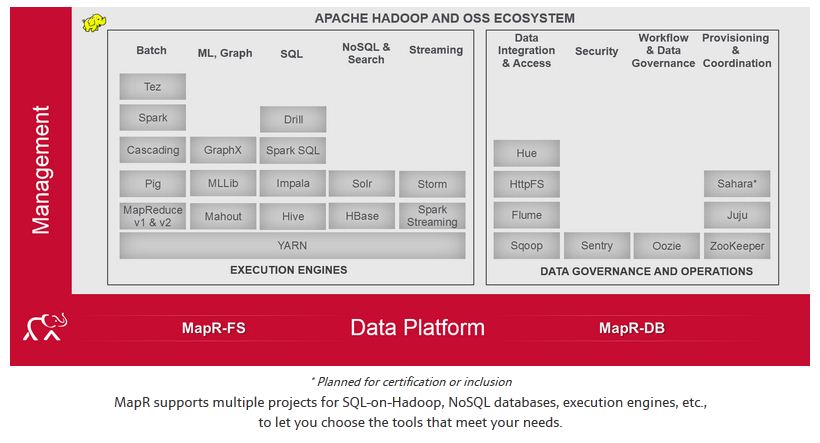 APACHE HADOOP AND OSS ECOSYSTEM
Management
Batch
Tez
Spark
Cascading
Pig
MapReduce
v1 & v2
ML, Graph
GraphX
MLLib
Mahout
SQL
Drill
Spark SQL
Impala
Hive
NoSQL
& Search
Solr
HBase
Streaming
Storm
Spark
Streaming
YARN
EXECUTION ENGINES
Data
Integration
& Access
Hue
HttpFS
Flume
Sqoop
Security
Sentry
Workflow
& Data
Governance
Oozie
Provisioning
&
Coordination
Sahara*
Juju
ZooKeeper
DATA GOVERNANCE AND OPERATIONS
MapR-FS
Data Platform
MapR-DB
* Planned for certification or inclusion
MapR supports multiple projects for SQL-on-Hadoop, NoSQL databases, execution engines, etc.,
to let you choose the tools that meet your needs.